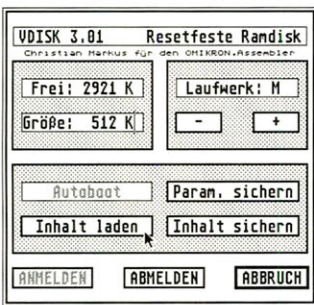 VDISK 3.01 Resetfeste Ramdisk
Christian Markus für den OMIKRON.Assembler
Frei: 2921 K
Laufwerk: M
Größe: 512 K
- +
Autoboot
Param. sichern
Inhalt laden
Inhalt sichern
ANMELDEN ABMELDEN ABBRUCH